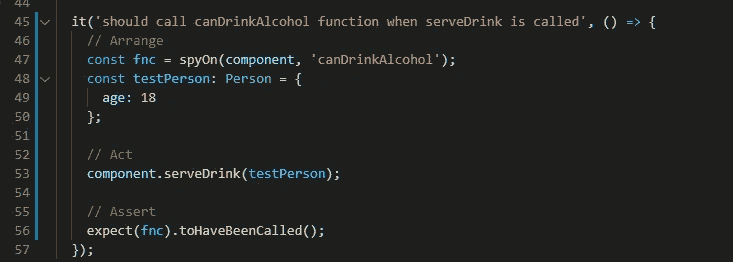 44
45 it('should call canDrinkAlcohol function when serveDrink is called', () => {
46 // Arrange
47 const fnc = spyOn(component, 'canDrinkAlcohol');
48 const testPerson: Person = {
49 age: 18
50 };
51
52 // Act
53 component.serveDrink(testPerson);
54
55 // Assert
56 expect(fnc).toHaveBeenCalled();
57 });